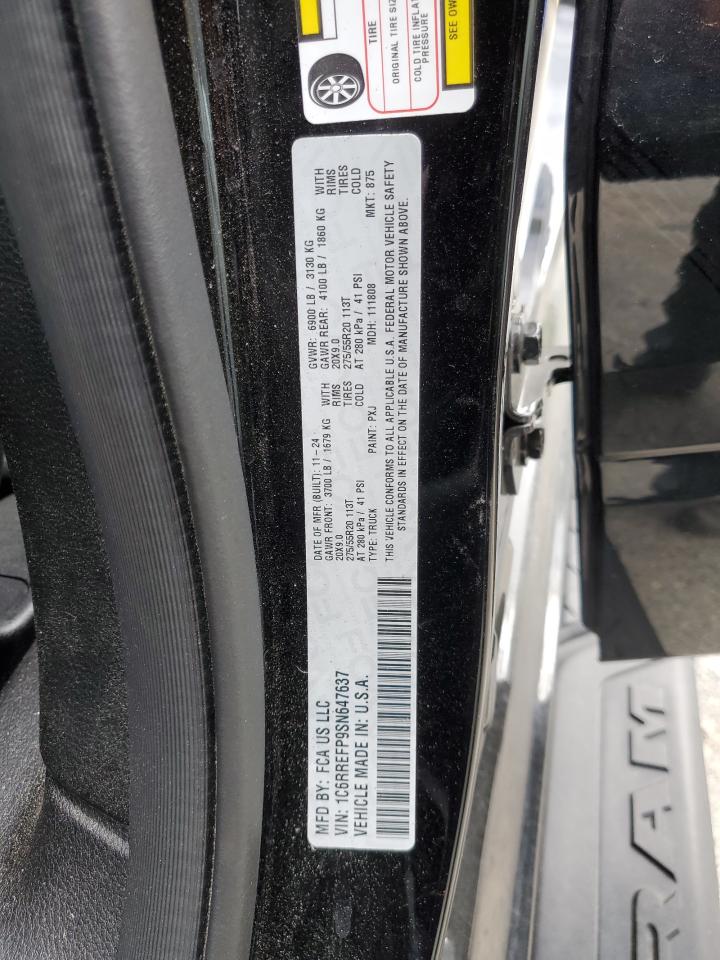 TIRE
ORIGINAL TIRE SIZ
COLD TIRE INFLAT
PRESSURE
SEE OW
MFD BY: FCA US LLC
VIN: 1C6RREFP9SN647637
VEHICLE MADE IN: U.S.A.
DATE OF MFR (BUILT): 11-24 GVWR: 6900 LB / 3130 KG
GAWR FRONT: 3700 LB / 1679 KG WITH GAWR REAR: 4100 LB / 1860 KG WITH
20X9.0 RIMS 20X9.0 RIMS
275/55R20 113T TIRES 275/55R20 113T TIRES
AT 280 kPa / 41 PSI COLD AT 280 kPa / 41 PSI COLD
TYPE: TRUCK PAINT: PXJ MDH: 111808 MKT: 875
THIS VEHICLE CONFORMS TO ALL APPLICABLE U.S.A. FEDERAL MOTOR VEHICLE SAFETY
STANDARDS IN EFFECT ON THE DATE OF MANUFACTURE SHOWN ABOVE.
RAM